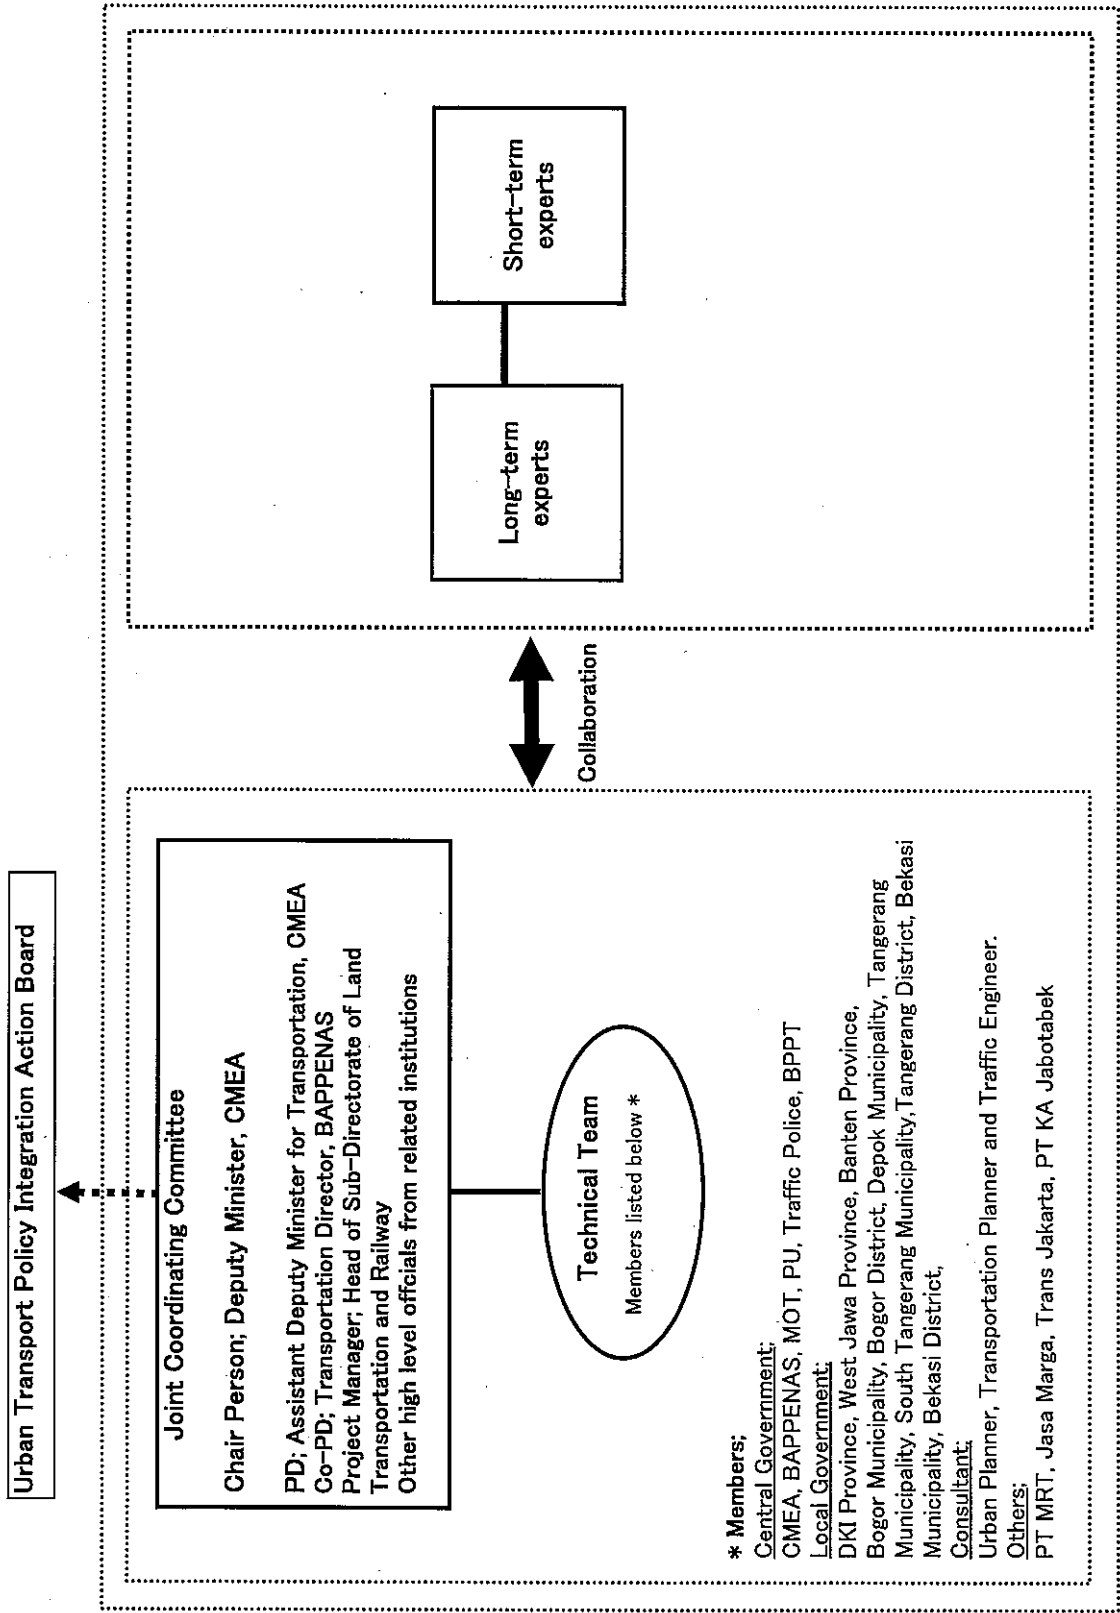 Urban Transport Policy Integration Action Board
Joint Coordinating Committee
Chair Person; Deputy Minister, CMEA
PD; Assistant Deputy Minister for Transportation, CMEA
Co-PD; Transportation Director, BAPPENAS
Project Manager; Head of Sub-Directorate of Land
Transportation and Railway
Other high level offcials from related institutions
Technical Team
Members listed below *
* Members;
Central Government;
CMEA, BAPPENAS, MOT, PU, Traffic Police, BPPT
Local Government;
DKI Province, West Jawa Province, Banten Province,
Bogor Municipality, Bogor District, Depok Municipality, Tangerang
Municipality, South Tangerang Municipality,Tangerang District, Bekasi
Municipality, Bekasi District,
Consultant;
Urban Planner, Transportation Planner and Traffic Engineer.
Others;
PT MRT, Jasa Marga, Trans Jakarta, PT KA Jabotabek
Collaboration
Long-term
experts
Short-term
experts